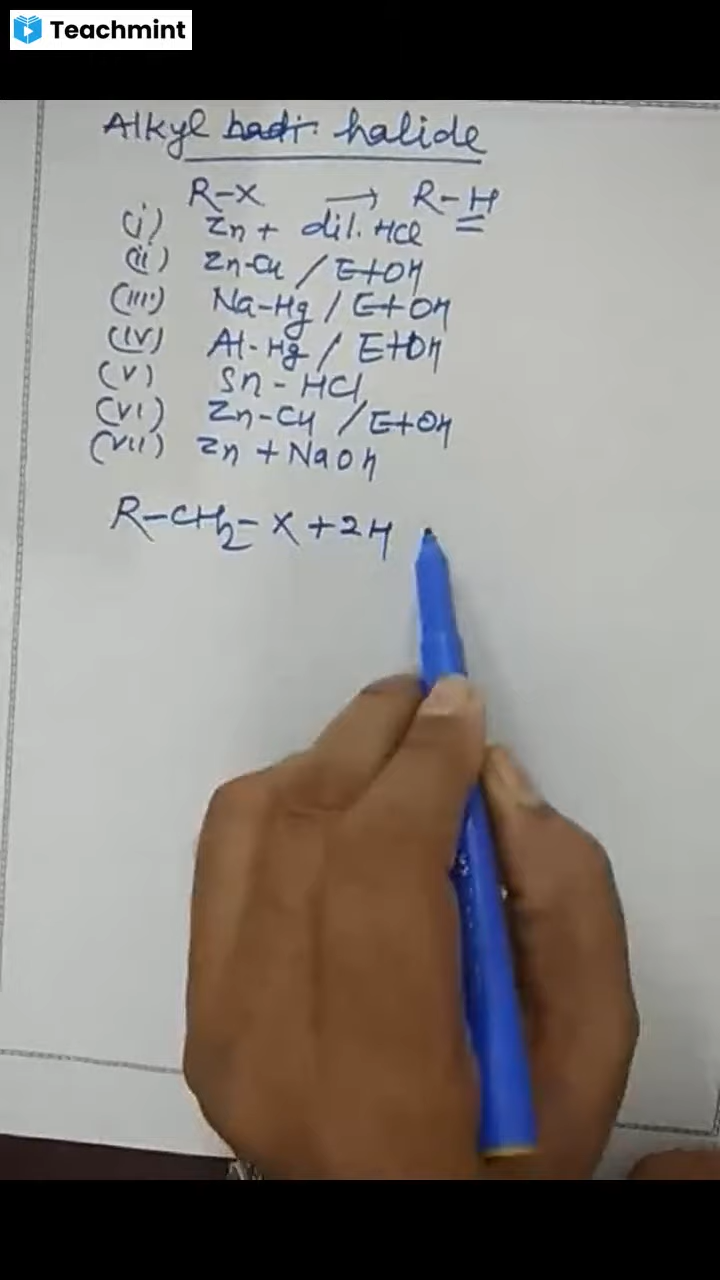 Teachmint
Alkyl halide
R-X → R-H
(i) Zn + dil. HCl
(ii) Zn-Cu / EtOH
(iii) Na-Hg / EtOH
(iv) Al-Hg / EtOH
(v) Sn - HCl
(vi) Zn-Cu / EtOH
(vii) Zn + NaOH
R-CH2-X + 2H